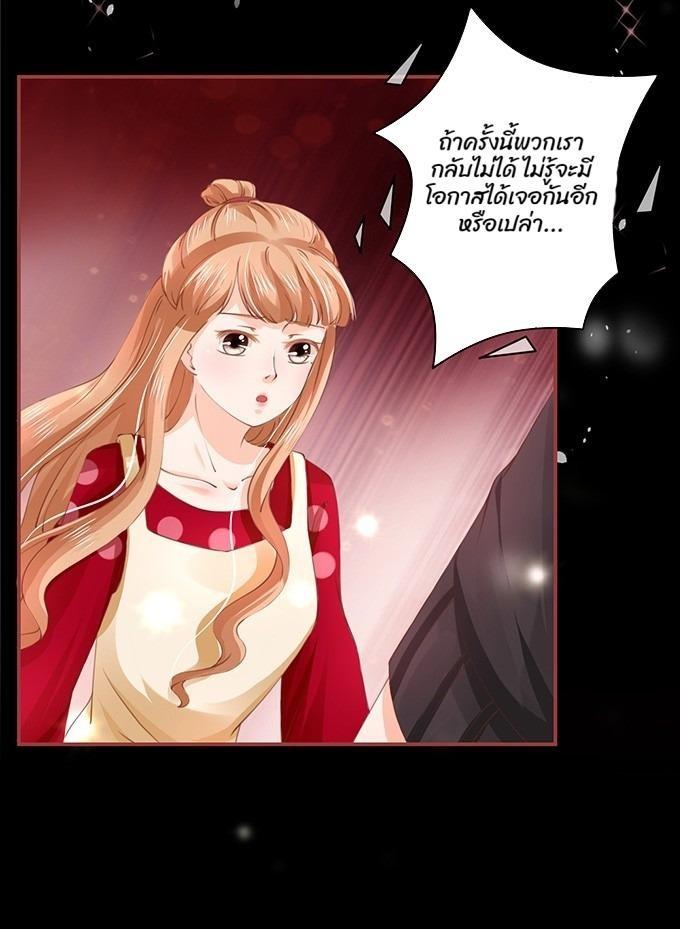 ถ้าครั้งนี้พวกเรา
กลับไม่ได้ ไม่รู้จะมี
โอกาสได้เจอกันอีก
หรือเปล่า...